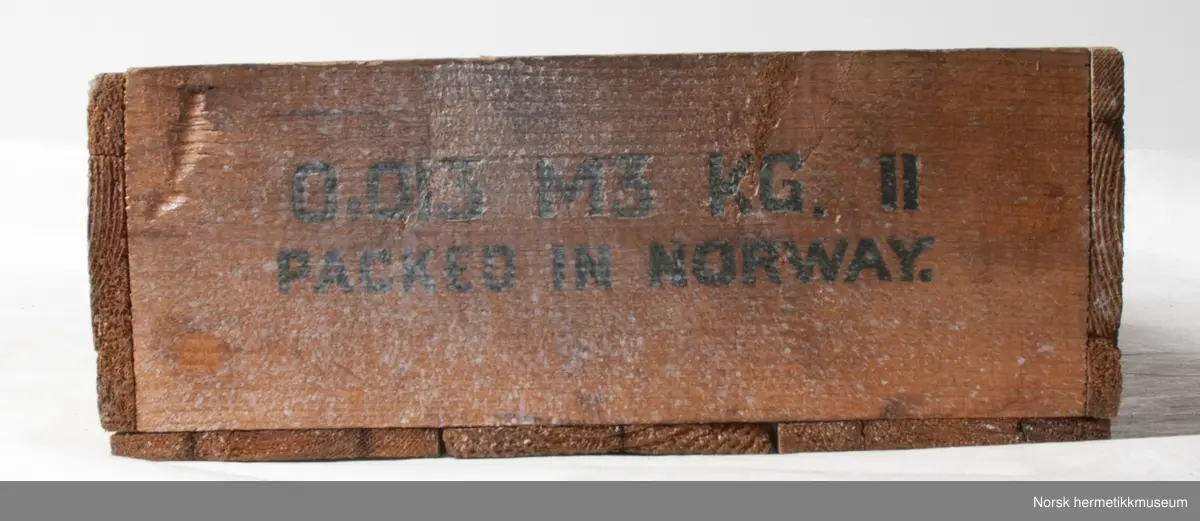 0,013 M3 KG. 11
PACKED IN NORWAY.
Norsk hermetikkmuseum